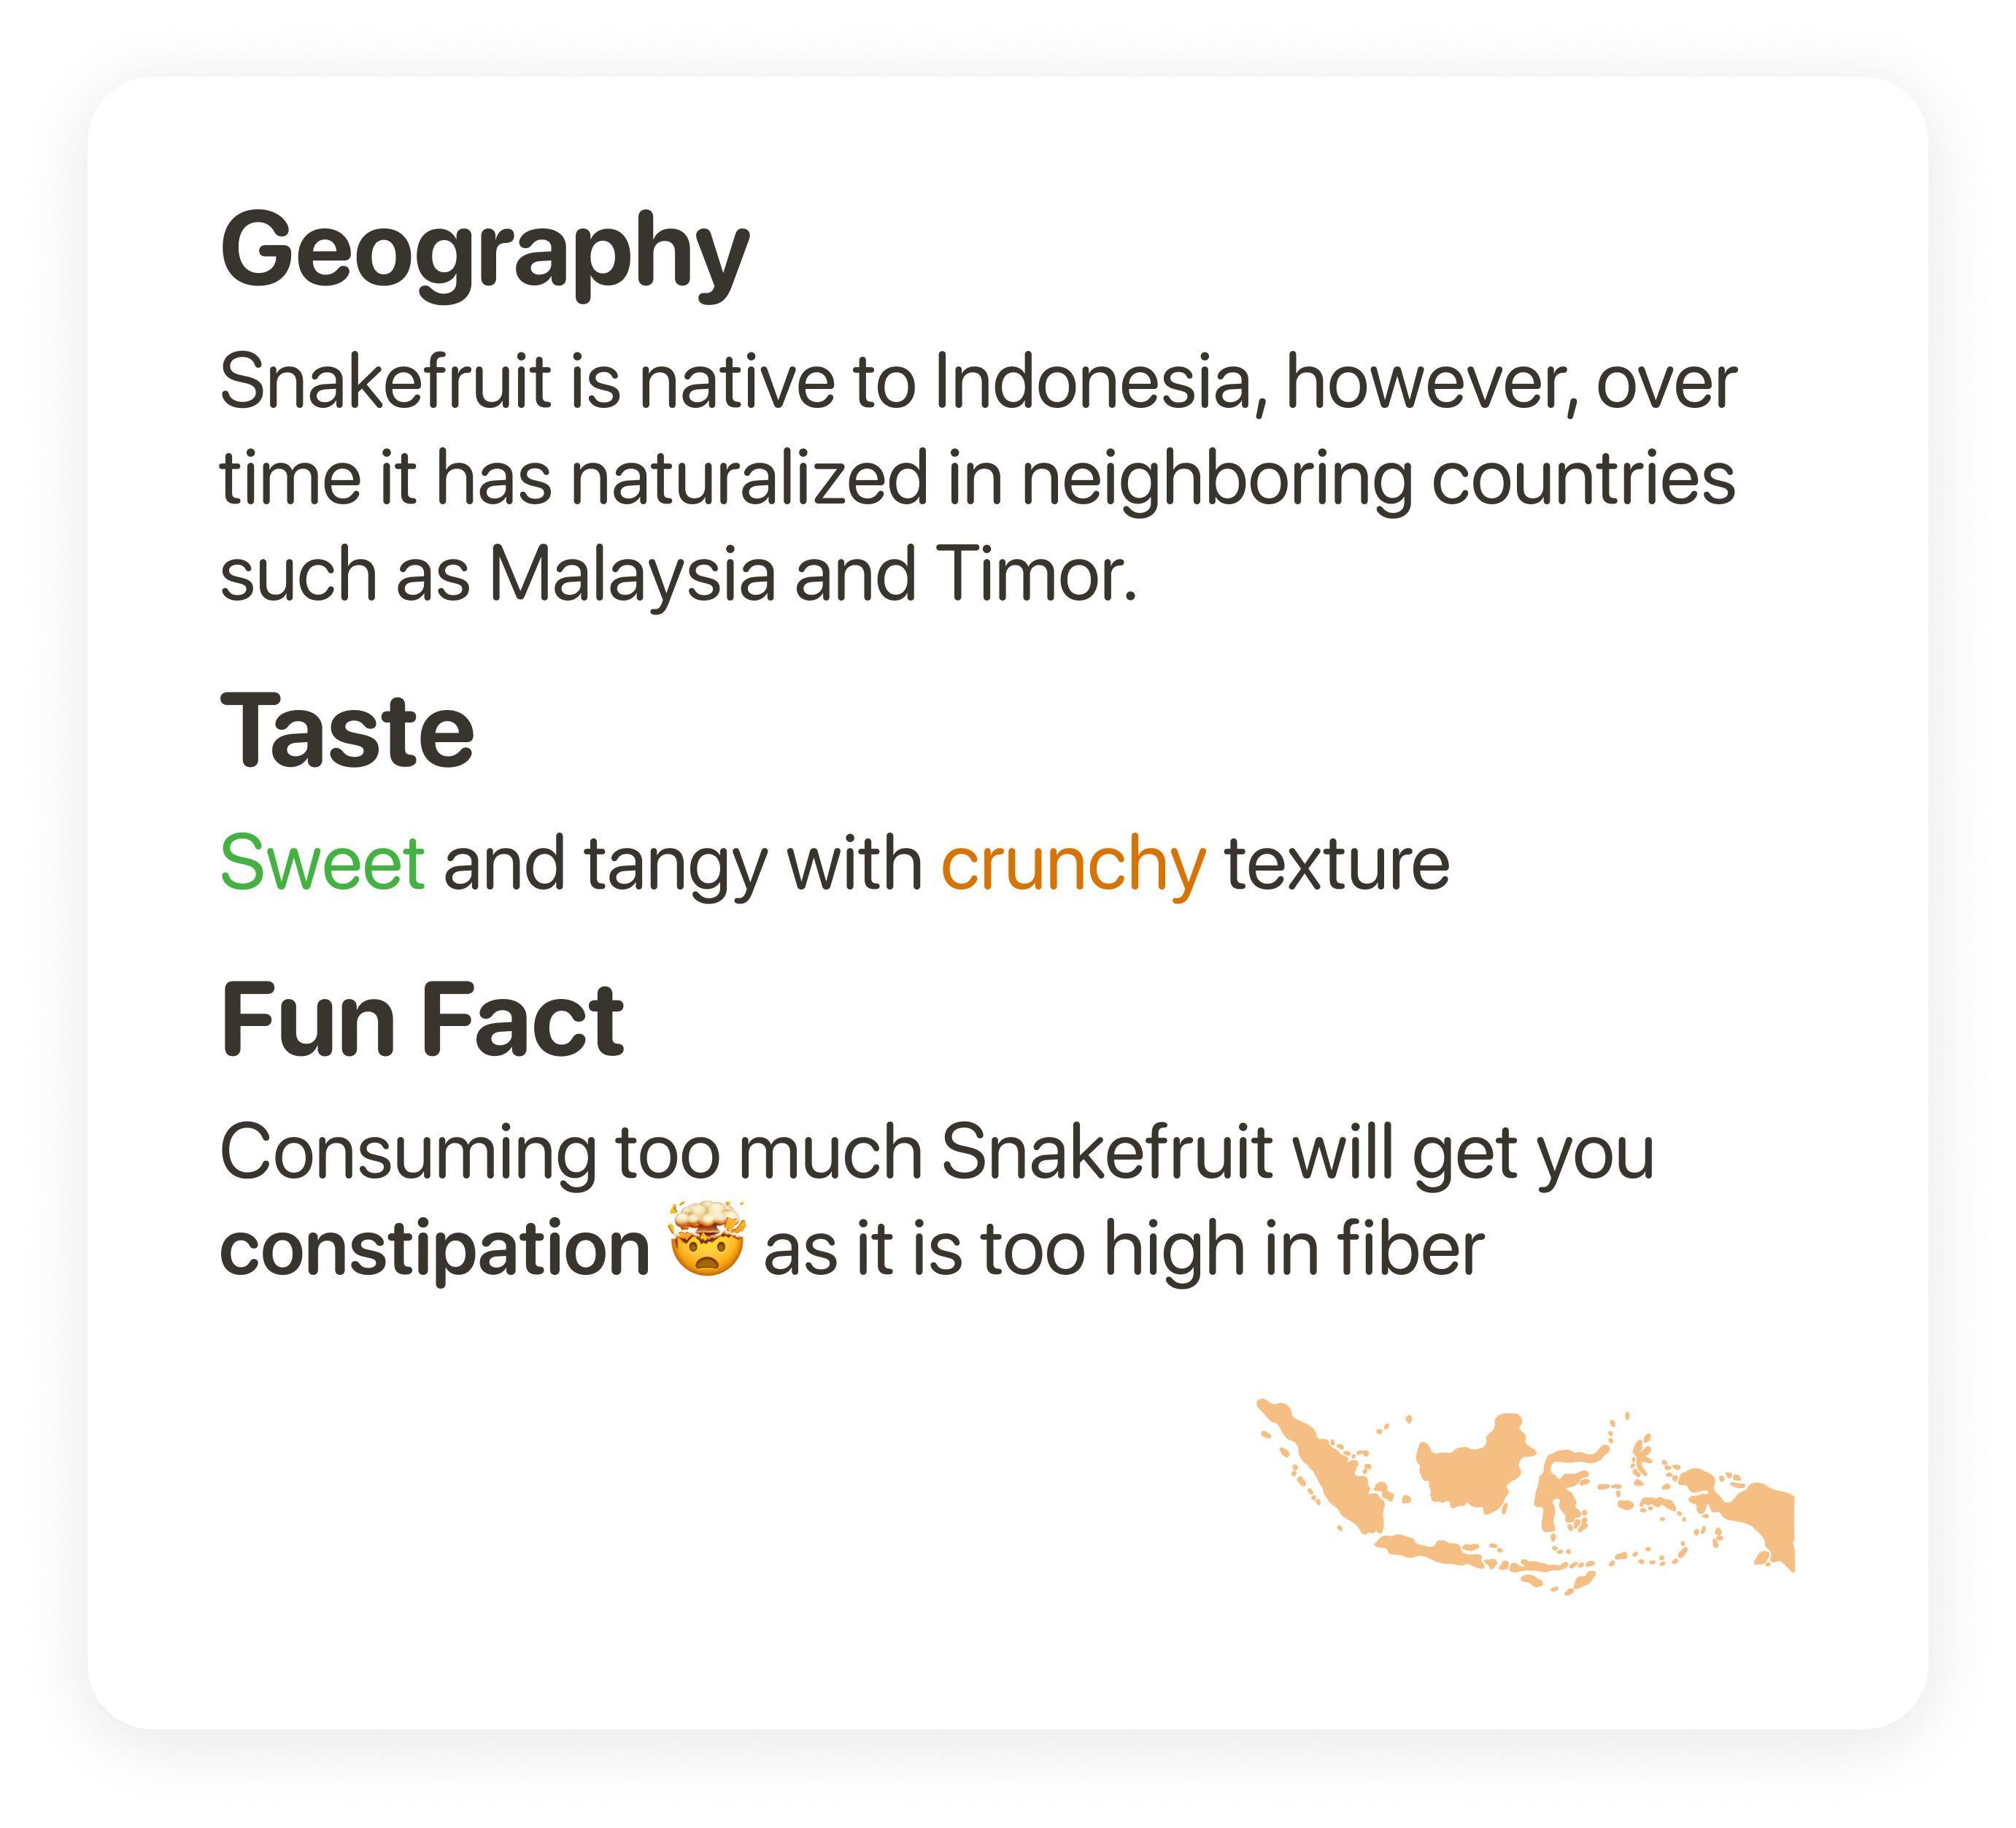 Geography
Snakefruit is native to Indonesia, however, over
time it has naturalized in neighboring countries
such as Malaysia and Timor.
Taste
Sweet and tangy with crunchy texture
Fun Fact
Consuming too much Snakefruit will get you
constipation 🤯 as it is too high in fiber